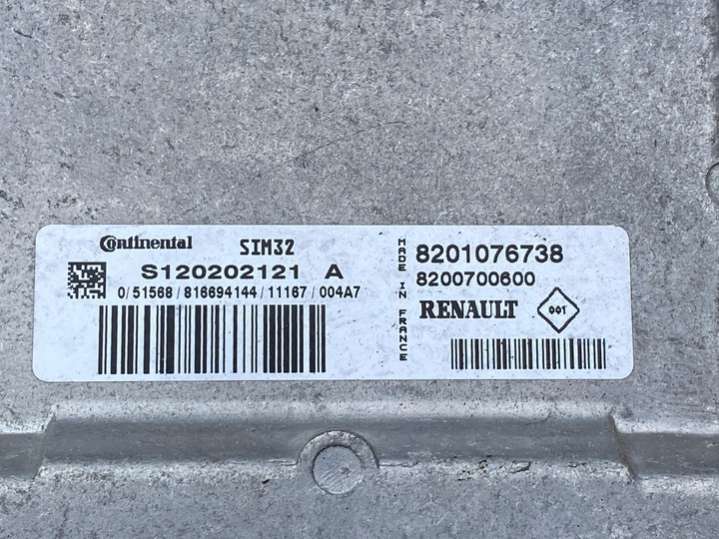 Continental SIM32
S120202121 A
0/51568/816694144/11167/004A7
MADE IN FRANCE
8201076738
8200700600
RENAULT 001